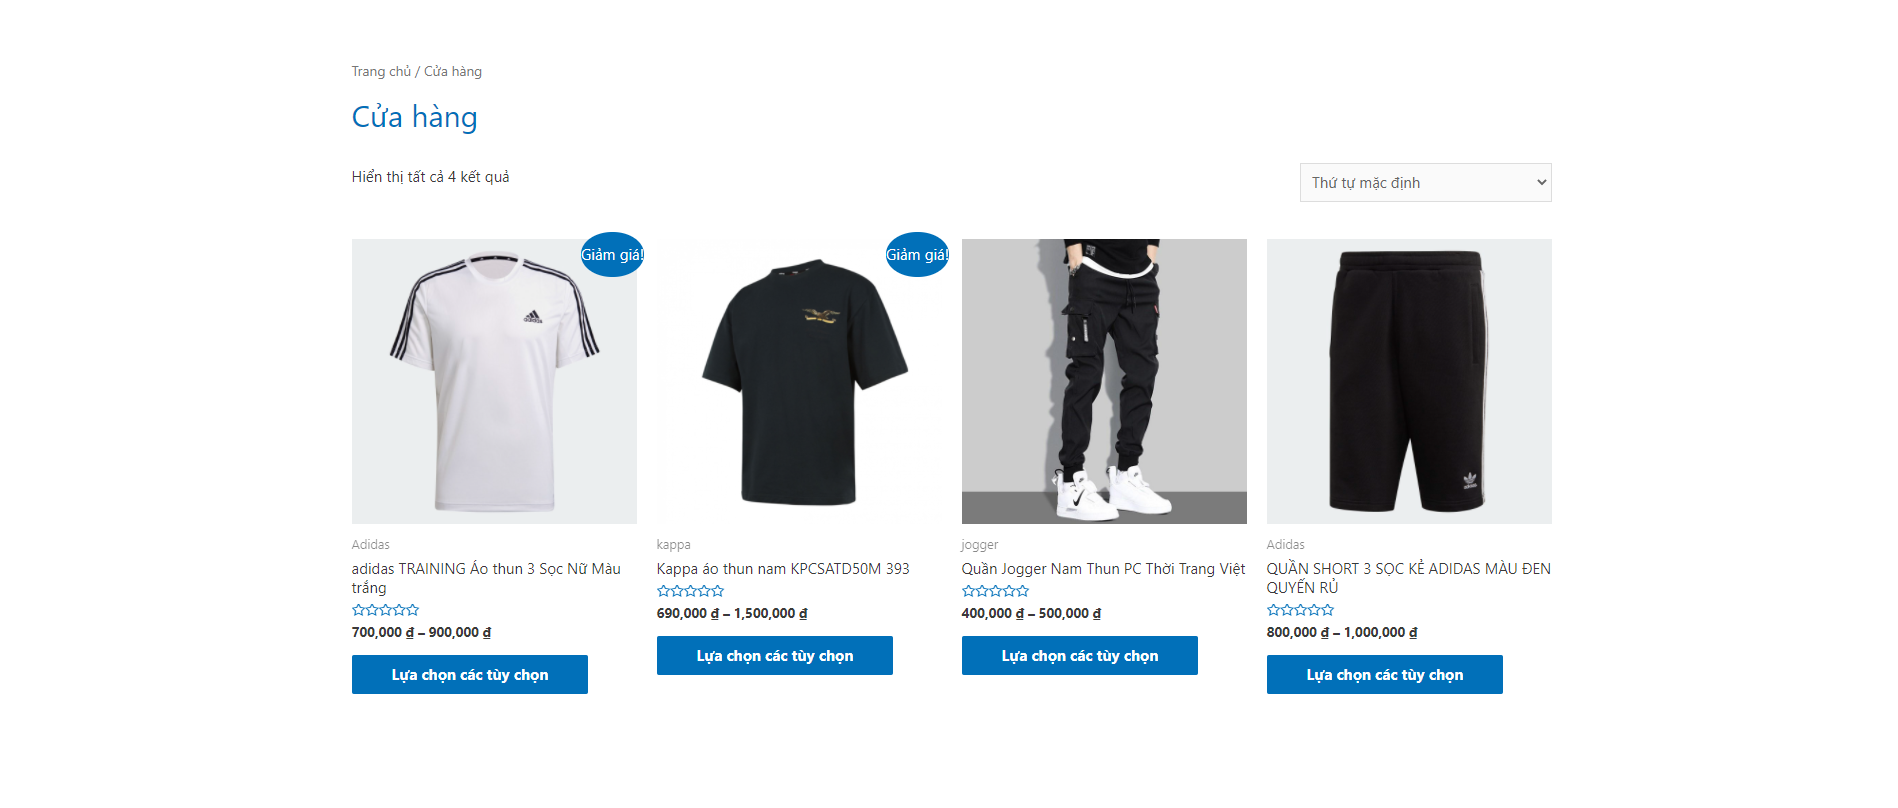 Trang chủ / Cửa hàng
Cửa hàng
Hiển thị tất cả 4 kết quả
Thứ tự mặc định
Giảm giá!
adidas
Adidas
adidas TRAINING Áo thun 3 Sọc Nữ Màu
trắng
700,000 ₫ – 900,000 ₫
Lựa chọn các tùy chọn
Giảm giá!
kappa
Kappa áo thun nam KPCSATD50M 393
690,000 ₫ – 1,500,000 ₫
Lựa chọn các tùy chọn
jogger
Quần Jogger Nam Thun PC Thời Trang Việt
400,000 ₫ – 500,000 ₫
Lựa chọn các tùy chọn
adidas
Adidas
QUẦN SHORT 3 SỌC KẺ ADIDAS MÀU ĐEN
QUYẾN RỦ
800,000 ₫ – 1,000,000 ₫
Lựa chọn các tùy chọn